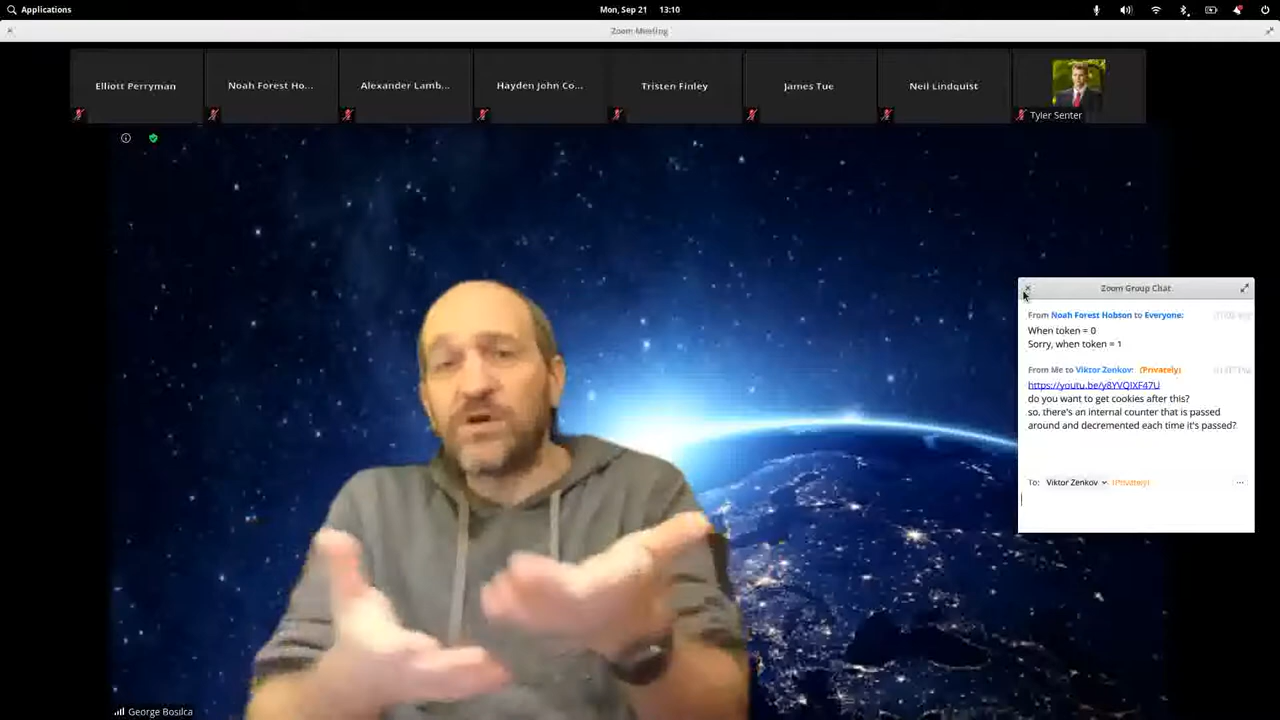 Applications
Mon, Sep 21 13:10
Zoom Meeting
Elliott Perryman
Noah Forest Ho...
Alexander Lamb...
Hayden John Co...
Tristen Finley
James Tue
Neil Lindquist
Tyler Senter
Zoom Group Chat
From Noah Forest Hobson to Everyone:
When token = 0
Sorry, when token = 1
From Me to Viktor Zenkov: (Privately)
do you want to get cookies after this?
so, there's an internal counter that is passed
around and decremented each time it's passed?
To: Viktor Zenkov (Privately) ...
George Bosilca